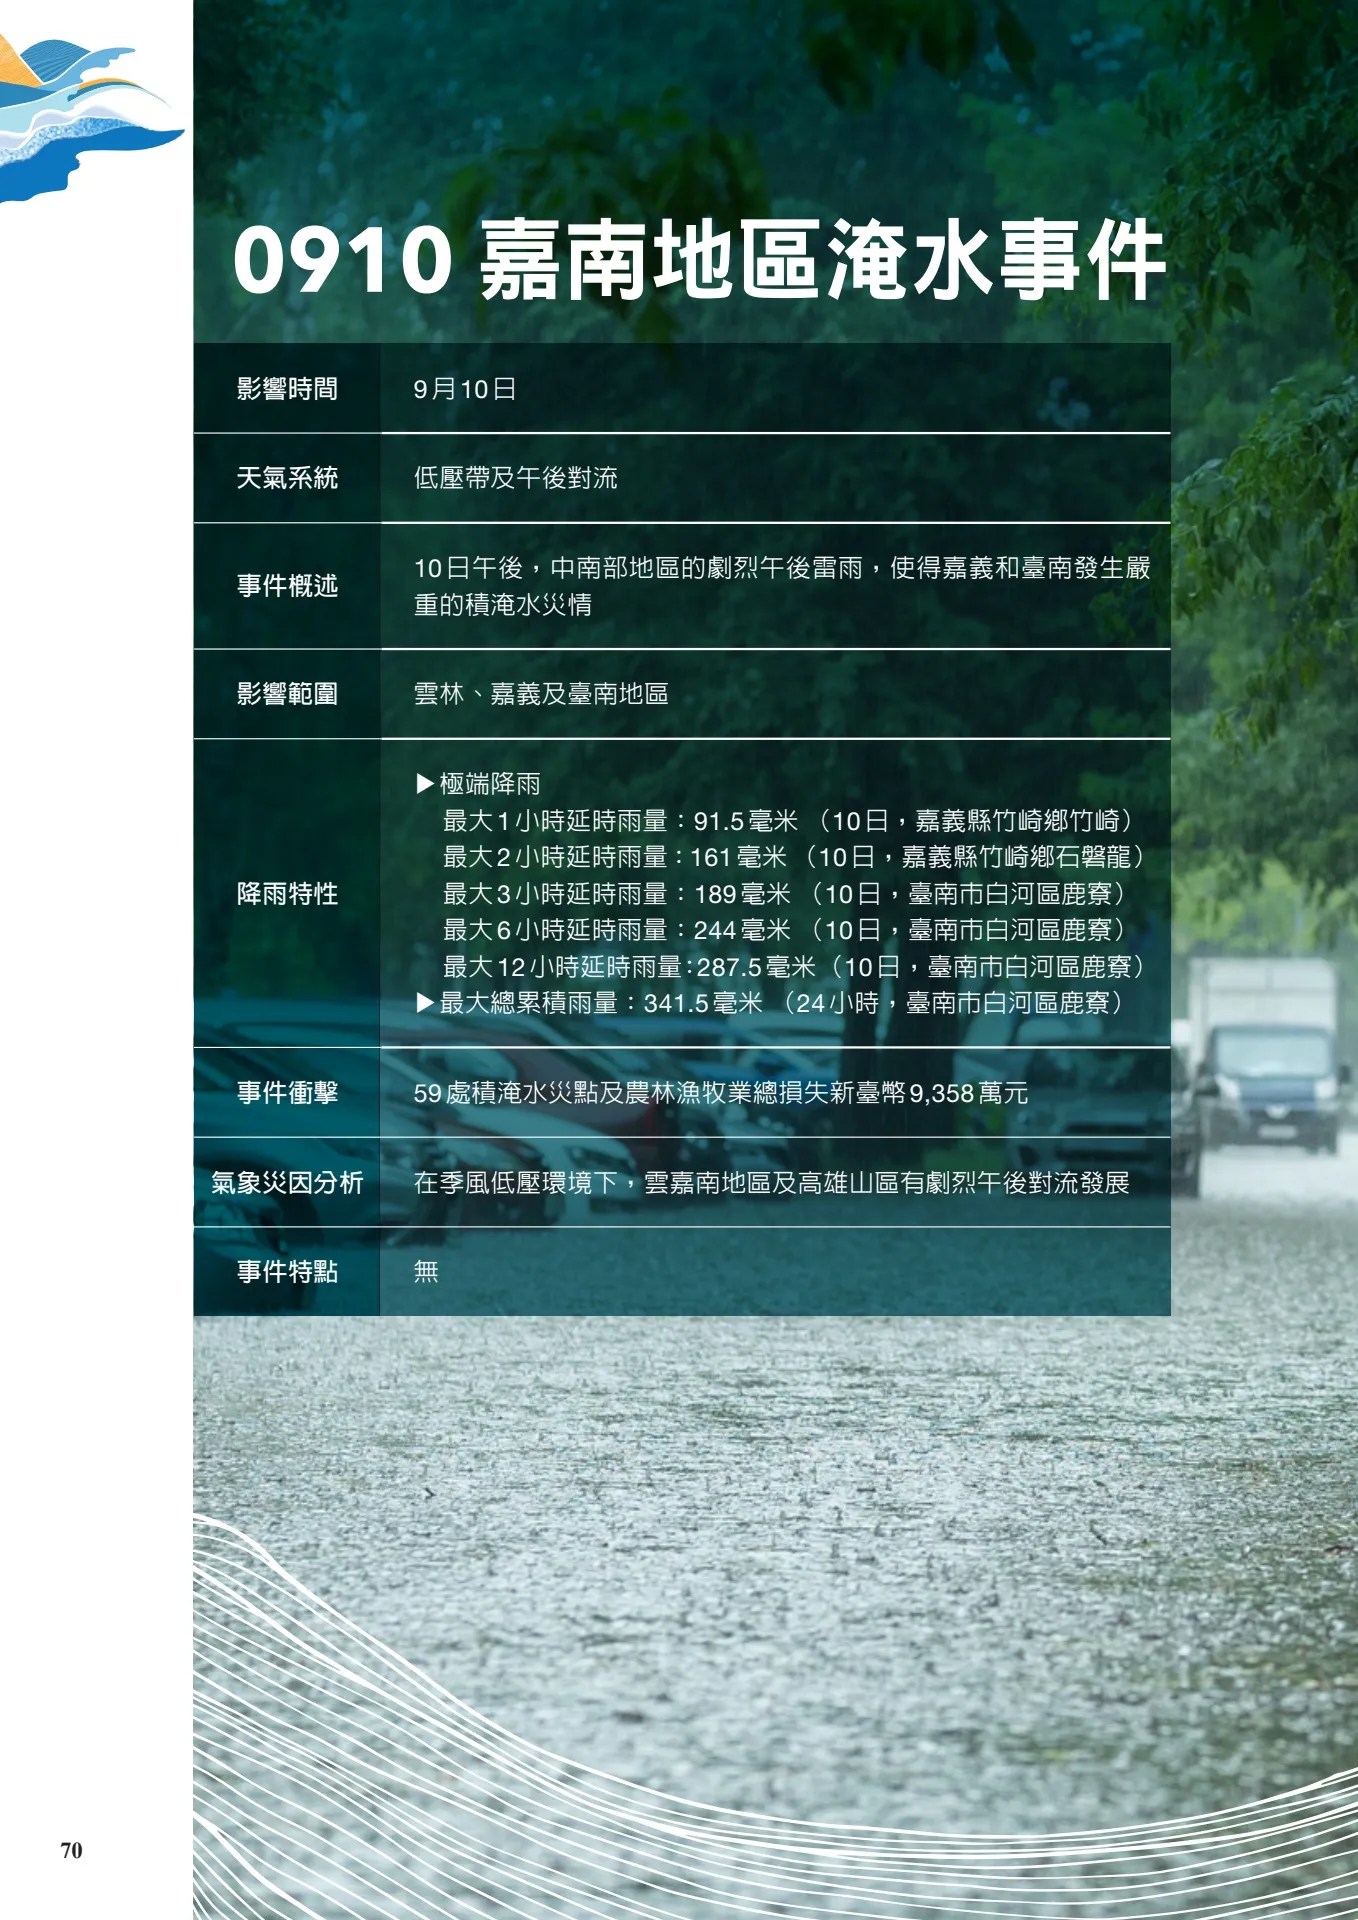 0910 嘉南地區淹水事件
影響時間
9月10日
天氣系統
低壓帶及午後對流
事件概述
10日午後，中南部地區的劇烈午後雷雨，使得嘉義和臺南發生嚴
重的積淹水災情
影響範圍
雲林、嘉義及臺南地區
降雨特性
▶極端降雨
最大1小時延時雨量：91.5毫米（10日，嘉義縣竹崎鄉竹崎）
最大2小時延時雨量：161毫米（10日，嘉義縣竹崎鄉石磐龍）
最大3小時延時雨量：189毫米（10日，臺南市白河區鹿寮）
最大6小時延時雨量：244毫米（10日，臺南市白河區鹿寮）
最大12小時延時雨量：287.5毫米（10日，臺南市白河區鹿寮）
▶最大總累積雨量：341.5毫米（24小時，臺南市白河區鹿寮）
事件衝擊
59處積淹水災點及農林漁牧業總損失新臺幣9,358萬元
氣象災因分析
在季風低壓環境下，雲嘉南地區及高雄山區有劇烈午後對流發展
事件特點
無
70